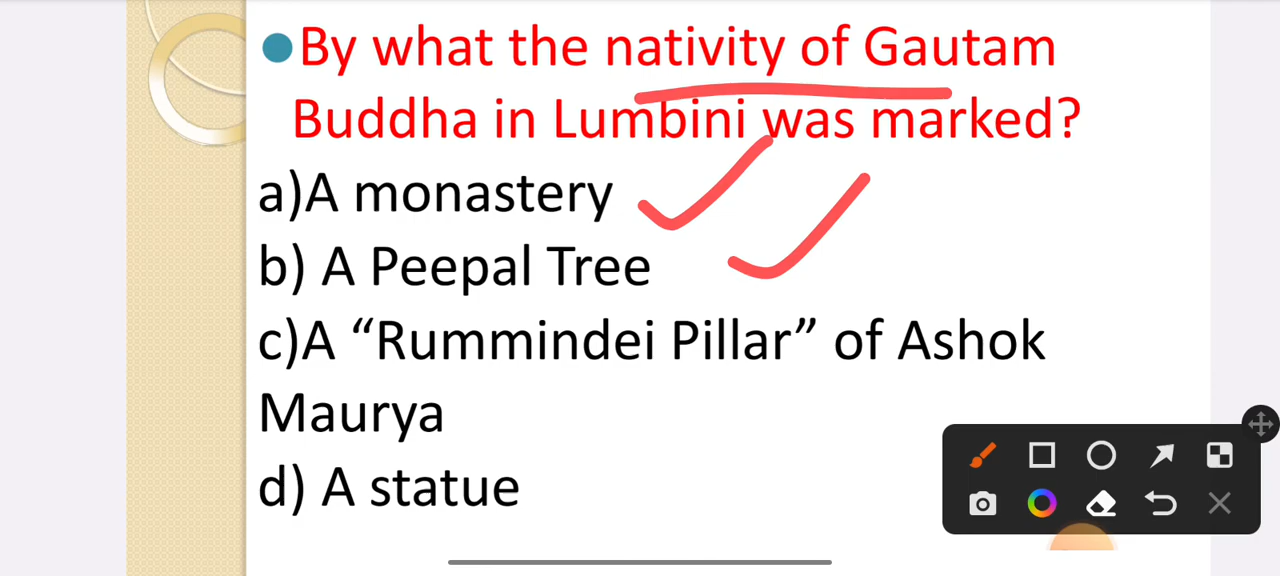 By what the nativity of Gautam
Buddha in Lumbini was marked?
a)A monastery
b) A Peepal Tree
c)A “Rummindei Pillar” of Ashok
Maurya
d) A statue